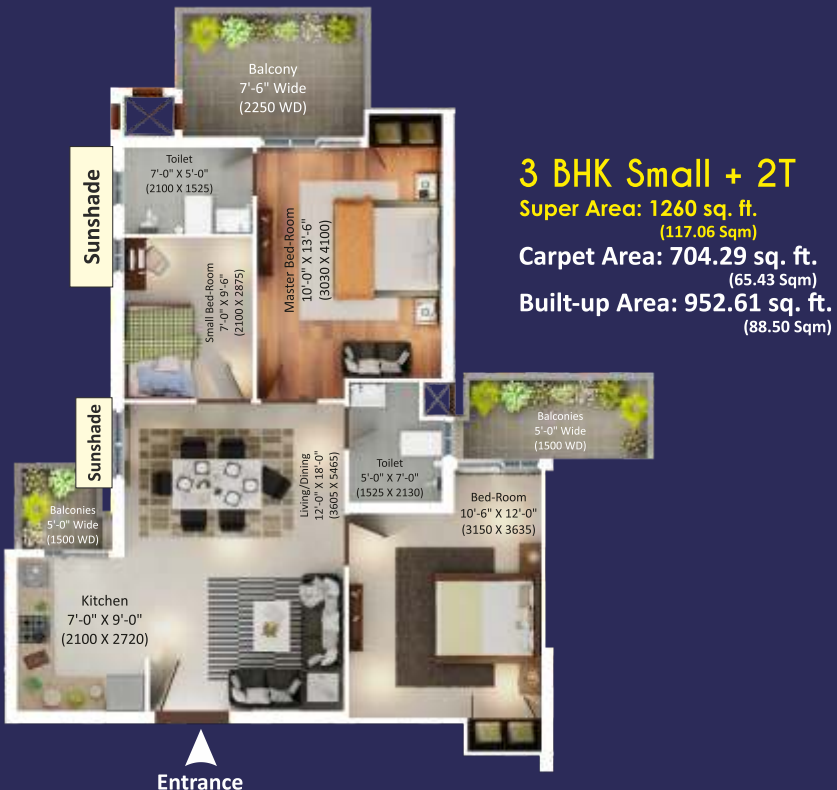 Balcony
7'-6" Wide
(2250 WD)
Toilet
7'-0" X 5'-0"
(2100 X 1525)
Sunshade
Master Bed-Room
10'-0" X 13'-6"
(3030 X 4100)
Small Bed-Room
7'-0" X 9'-6"
(2100 X 2875)
3 BHK Small + 2T
Super Area: 1260 sq. ft.
(117.06 Sqm)
Carpet Area: 704.29 sq. ft.
(65.43 Sqm)
Built-up Area: 952.61 sq. ft.
(88.50 Sqm)
Sunshade
Balconies
5'-0" Wide
(1500 WD)
Living/Dining
12'-0" X 18'-0"
(3605 X 5465)
Toilet
5'-0" X 7'-0"
(1525 X 2130)
Balconies
5'-0" Wide
(1500 WD)
Bed-Room
10'-6" X 12'-0"
(3150 X 3635)
Kitchen
7'-0" X 9'-0"
(2100 X 2720)
Entrance